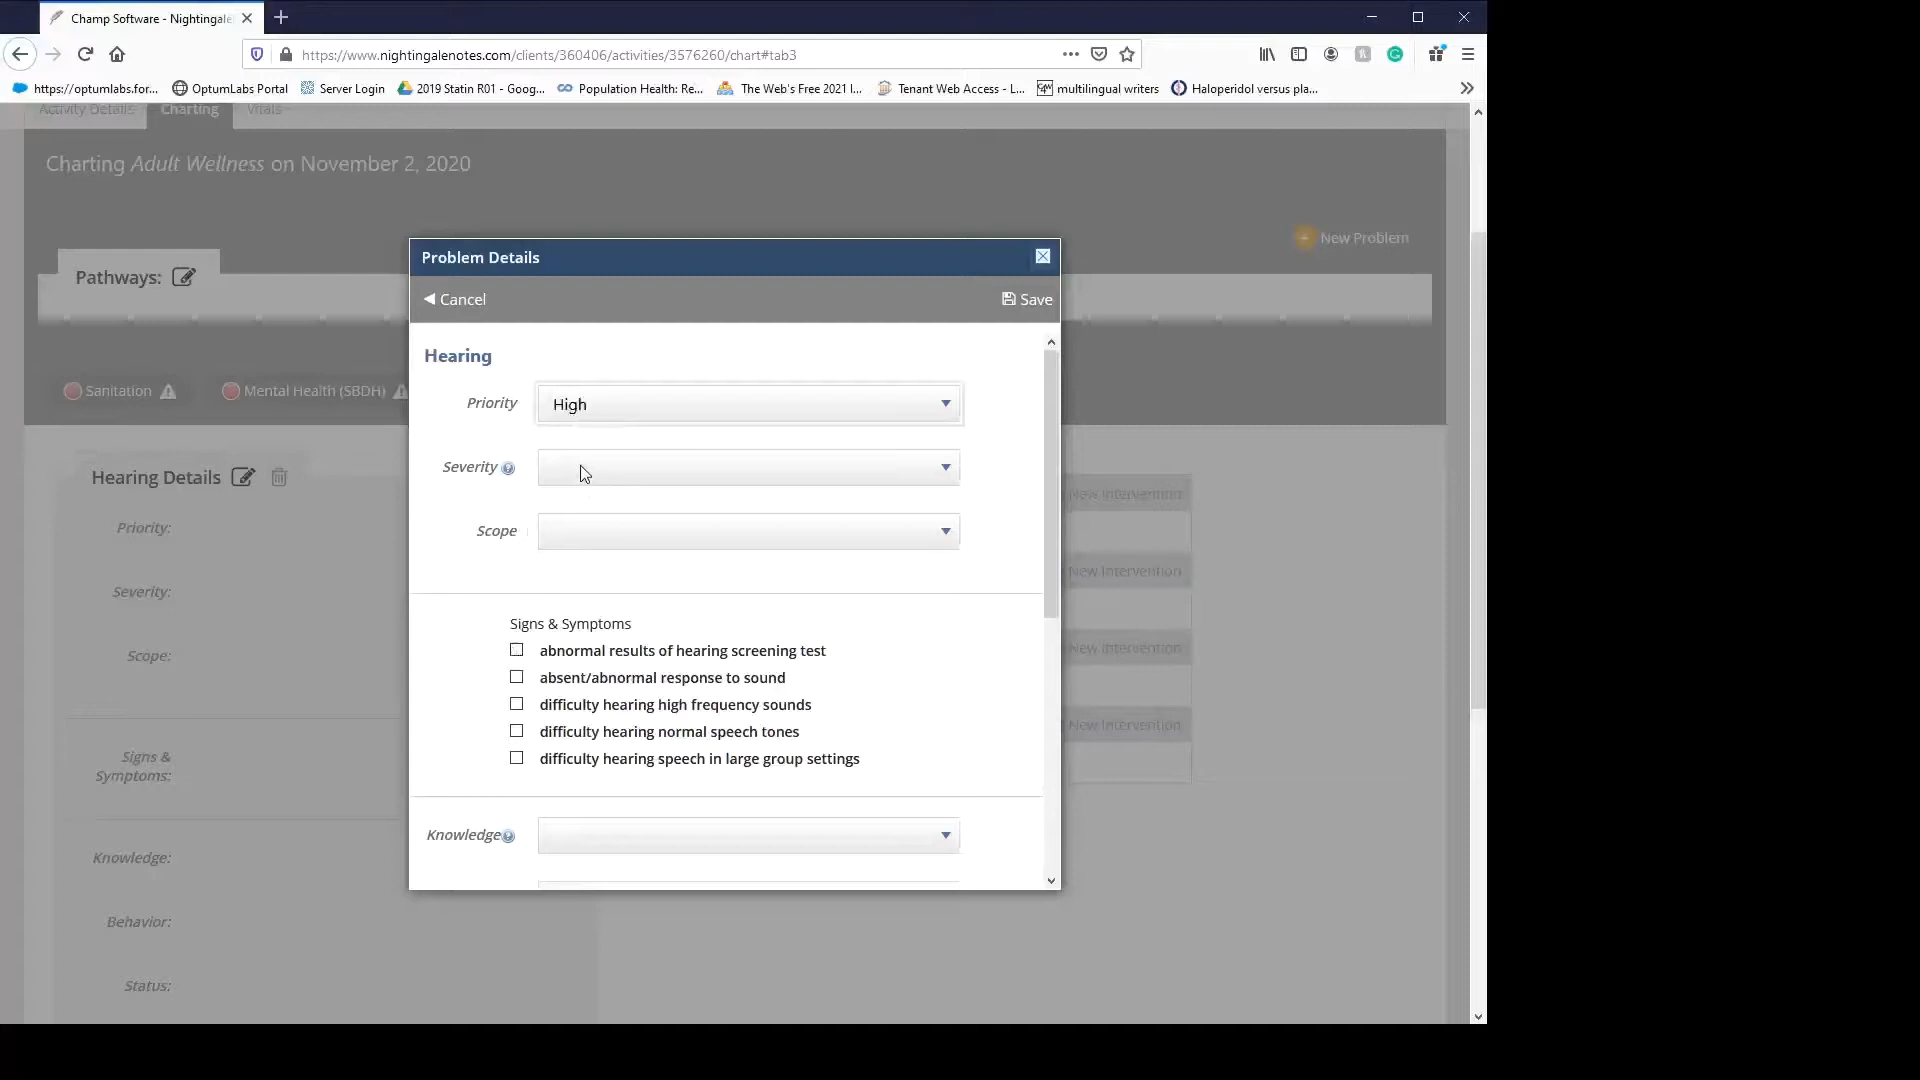 Champ Software - Nightingale
https://www.nightingalenotes.com/clients/360406/activities/3576260/chart#tab3
https://optumlabs.for... OptumLabs Portal Server Login 2019 Statin R01 - Goog... Population Health: Re... The Web's Free 2021 I... Tenant Web Access - L... multilingual writers Haloperidol versus pla...
Activity Details Charting Vitals
Charting Adult Wellness on November 2, 2020
New Problem
Pathways:
Sanitation Mental Health (SBDH)
Problem Details
Cancel Save
Hearing
Priority High
Severity
Scope
Signs & Symptoms
abnormal results of hearing screening test
absent/abnormal response to sound
difficulty hearing high frequency sounds
difficulty hearing normal speech tones
difficulty hearing speech in large group settings
Knowledge
Hearing Details
Priority:
Severity:
Scope:
Signs &
Symptoms:
Knowledge:
Behavior:
Status:
New Intervention
New Intervention
New Intervention
New Intervention